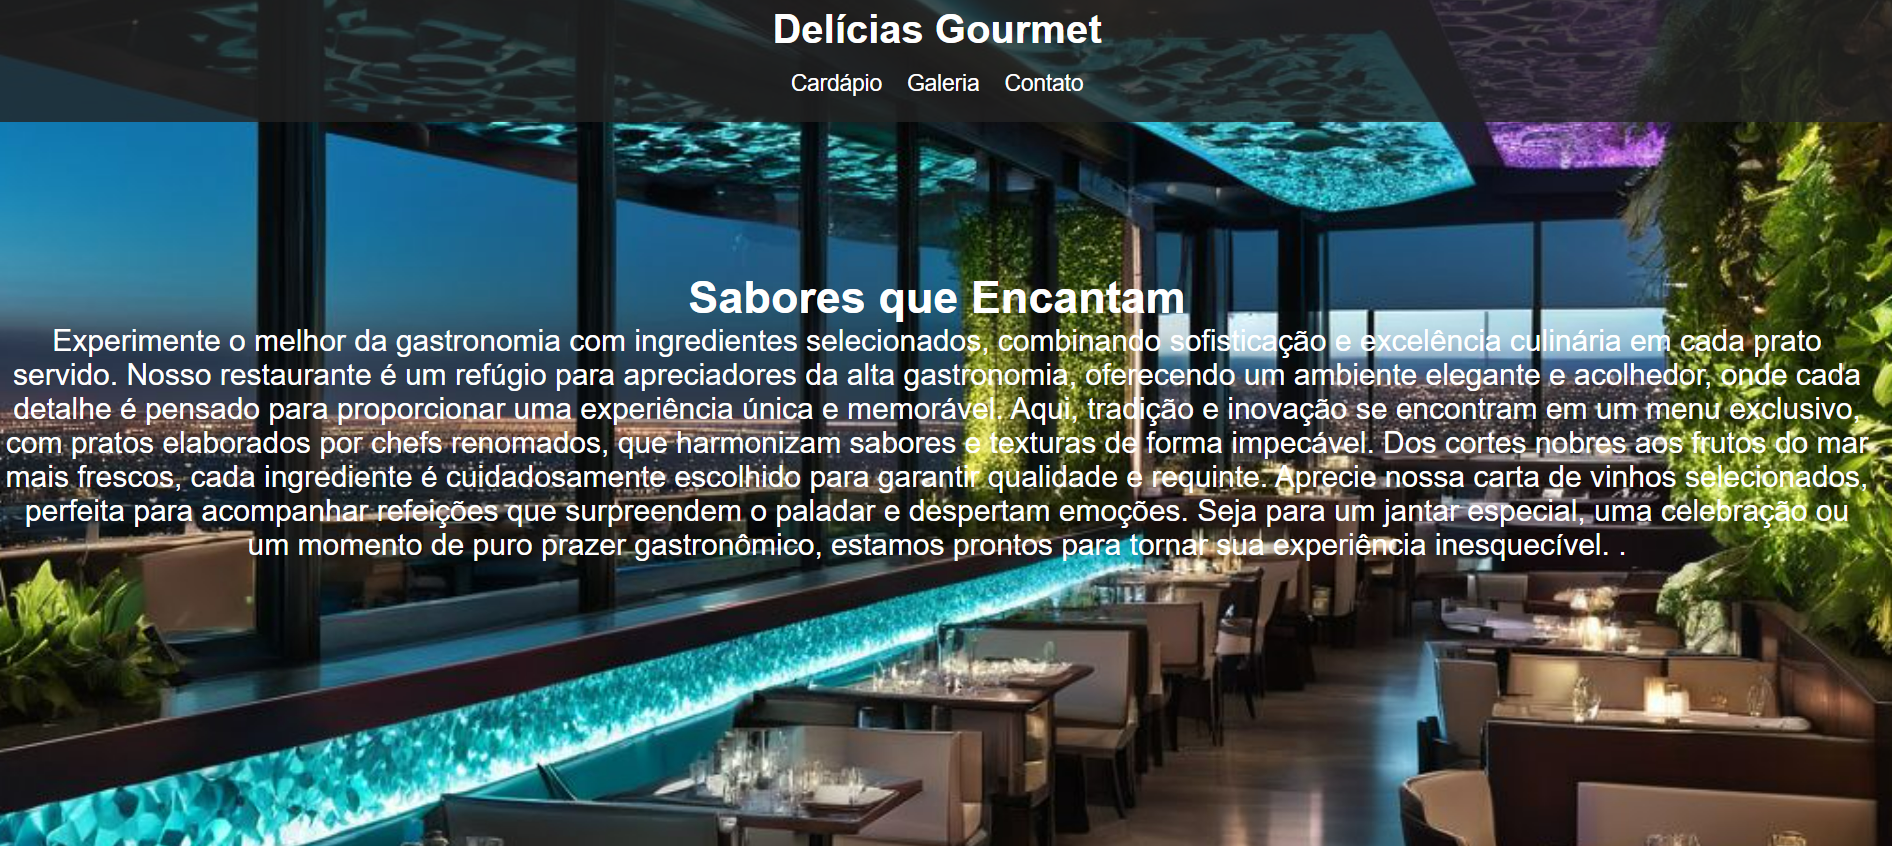 Delícias Gourmet
Cardápio Galeria Contato
Sabores que Encantam
Experimente o melhor da gastronomia com ingredientes selecionados, combinando sofisticação e excelência culinária em cada prato
servido. Nosso restaurante é um refúgio para apreciadores da alta gastronomia, oferecendo um ambiente elegante e acolhedor, onde cada
detalhe é pensado para proporcionar uma experiência única e memorável. Aqui, tradição e inovação se encontram em um menu exclusivo,
com pratos elaborados por chefs renomados, que harmonizam sabores e texturas de forma impecável. Dos cortes nobres aos frutos do mar
mais frescos, cada ingrediente é cuidadosamente escolhido para garantir qualidade e requinte. Aprecie nossa carta de vinhos selecionados,
perfeita para acompanhar refeições que surpreendem o paladar e despertam emoções. Seja para um jantar especial, uma celebração ou
um momento de puro prazer gastronômico, estamos prontos para tornar sua experiência inesquecível. .